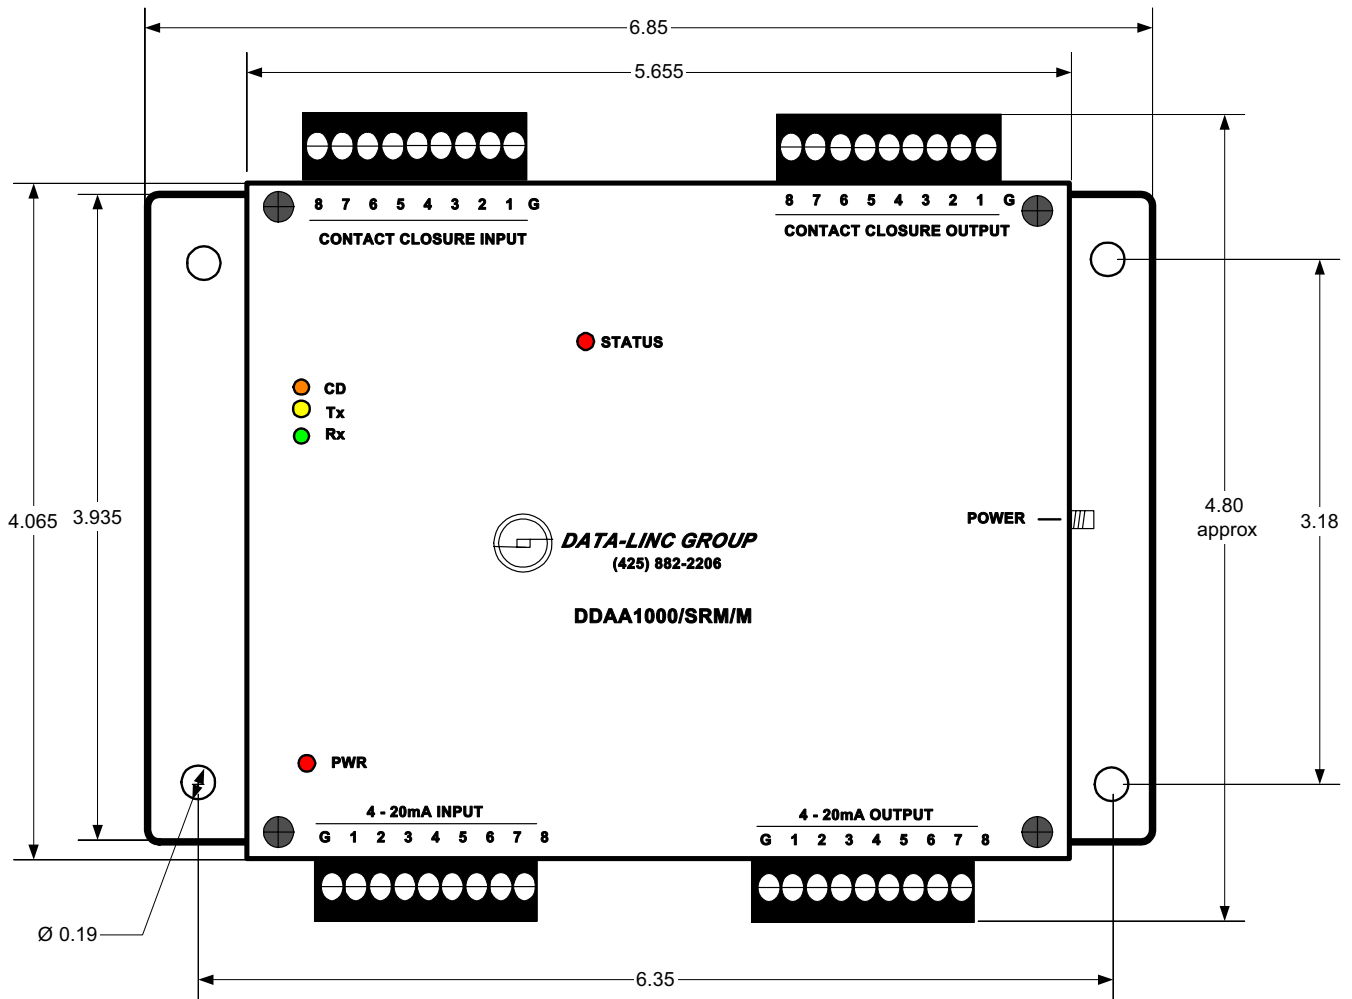 6.85
5.655
8 7 6 5 4 3 2 1 G
CONTACT CLOSURE INPUT
8 7 6 5 4 3 2 1 G
CONTACT CLOSURE OUTPUT
STATUS
CD
Tx
Rx
4.065
3.935
POWER
4.80
approx
3.18
DATA-LINC GROUP
(425) 882-2206
DDAA1000/SRM/M
PWR
4 - 20mA INPUT
G 1 2 3 4 5 6 7 8
4 - 20mA OUTPUT
G 1 2 3 4 5 6 7 8
Ø 0.19
6.35